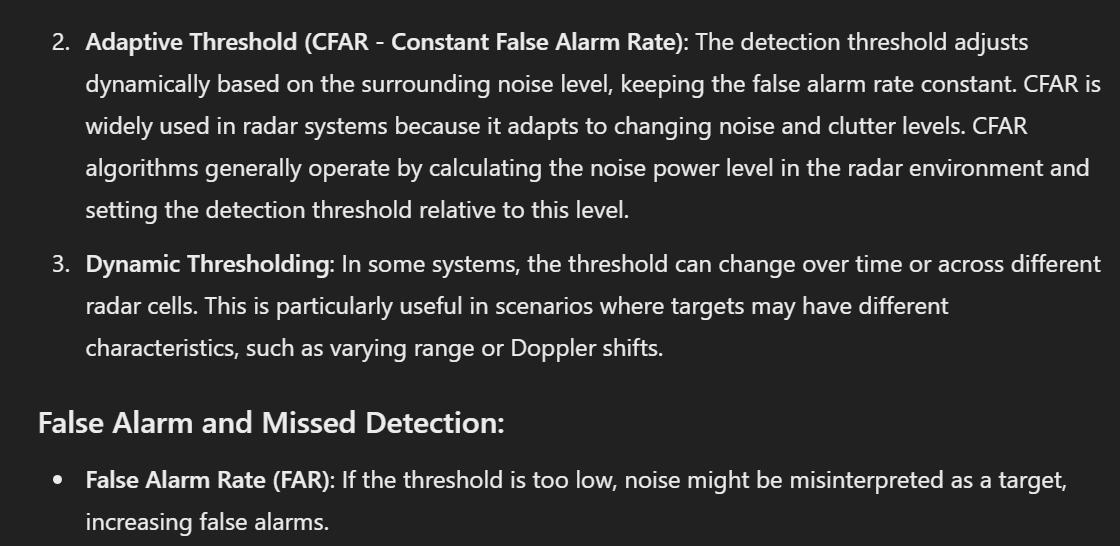 2. Adaptive Threshold (CFAR - Constant False Alarm Rate): The detection threshold adjusts
dynamically based on the surrounding noise level, keeping the false alarm rate constant. CFAR is
widely used in radar systems because it adapts to changing noise and clutter levels. CFAR
algorithms generally operate by calculating the noise power level in the radar environment and
setting the detection threshold relative to this level.
3. Dynamic Thresholding: In some systems, the threshold can change over time or across different
radar cells. This is particularly useful in scenarios where targets may have different
characteristics, such as varying range or Doppler shifts.
False Alarm and Missed Detection:
• False Alarm Rate (FAR): If the threshold is too low, noise might be misinterpreted as a target,
increasing false alarms.